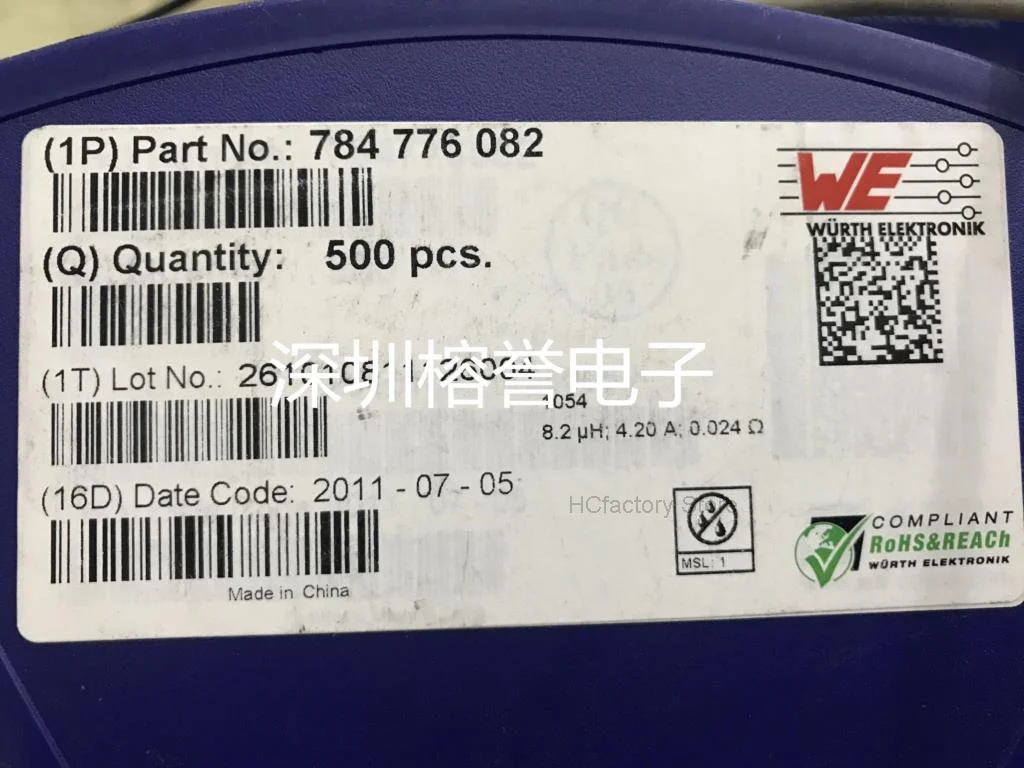 (1P) Part No.: 784 776 082
WE
WÜRTH ELEKTRONIK
(Q) Quantity: 500 pcs.
深圳榕誉电子
(1T) Lot No.:
1054
8.2 µH; 4.20 A; 0.024 Ω
(16D) Date Code: 2011 - 07 - 05
HCfactory Store
MSL: 1
COMPLIANT
RoHS&REACh
WÜRTH ELEKTRONIK
Made in China